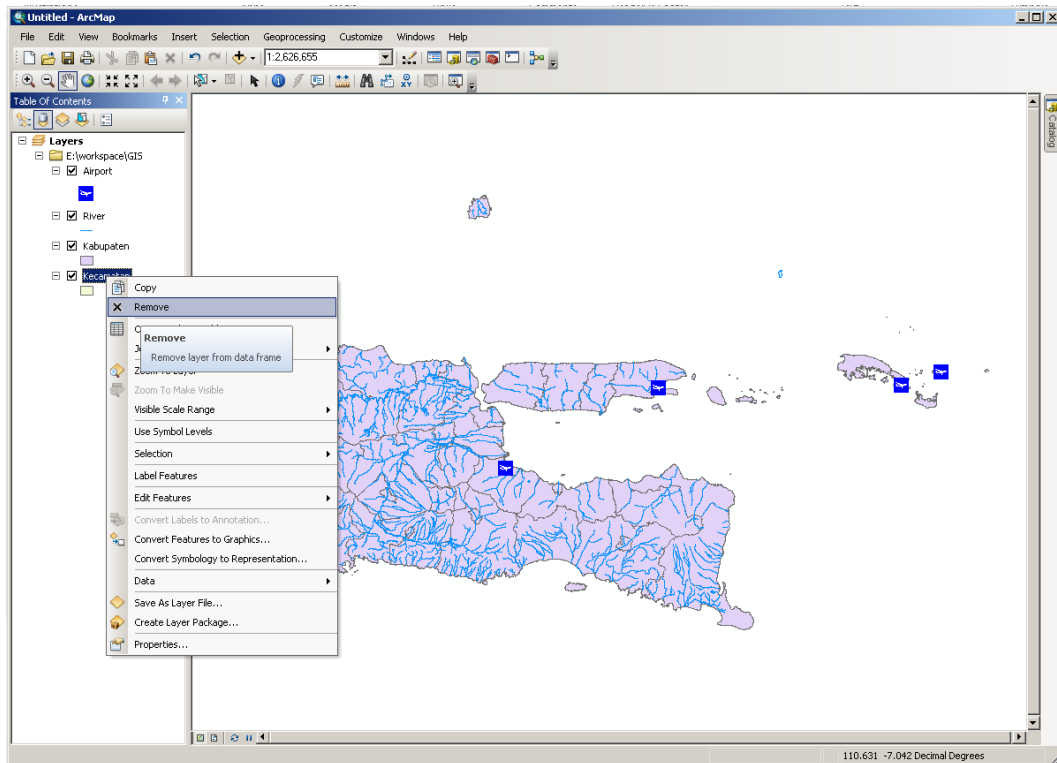 Untitled - ArcMap
File Edit View Bookmarks Insert Selection Geoprocessing Customize Windows Help
1:2,626,655
Table Of Contents
Layers
E:\workspace\GIS
Airport
River
Kabupaten
Kecamatan
Copy
Remove
Remove
Remove layer from data frame
Zoom To Make Visible
Visible Scale Range
Use Symbol Levels
Selection
Label Features
Edit Features
Convert Labels to Annotation...
Convert Features to Graphics...
Convert Symbology to Representation...
Data
Save As Layer File...
Create Layer Package...
Properties...
Catalog
110.631 -7.042 Decimal Degrees